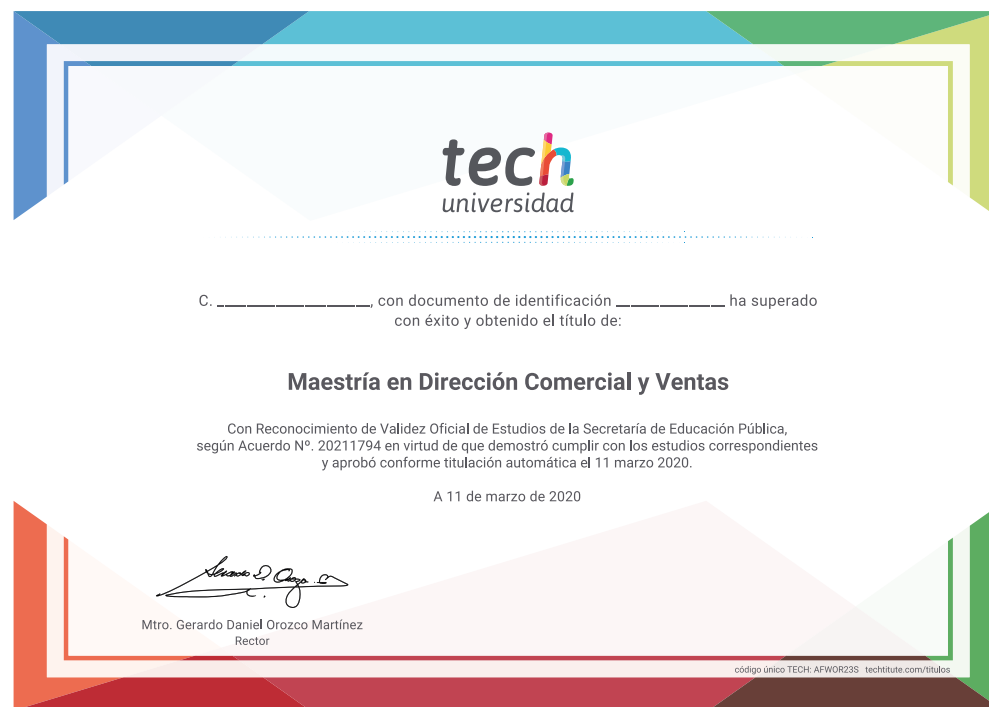 tech
universidad
C. ____________________, con documento de identificación ______________ ha superado
con éxito y obtenido el título de:
Maestría en Dirección Comercial y Ventas
Con Reconocimiento de Validez Oficial de Estudios de la Secretaría de Educación Pública,
según Acuerdo Nº. 20211794 en virtud de que demostró cumplir con los estudios correspondientes
y aprobó conforme titulación automática el 11 marzo 2020.
A 11 de marzo de 2020
Mtro. Gerardo Daniel Orozco Martínez
Rector
código único TECH: AFWOR23S techtitute.com/titulos